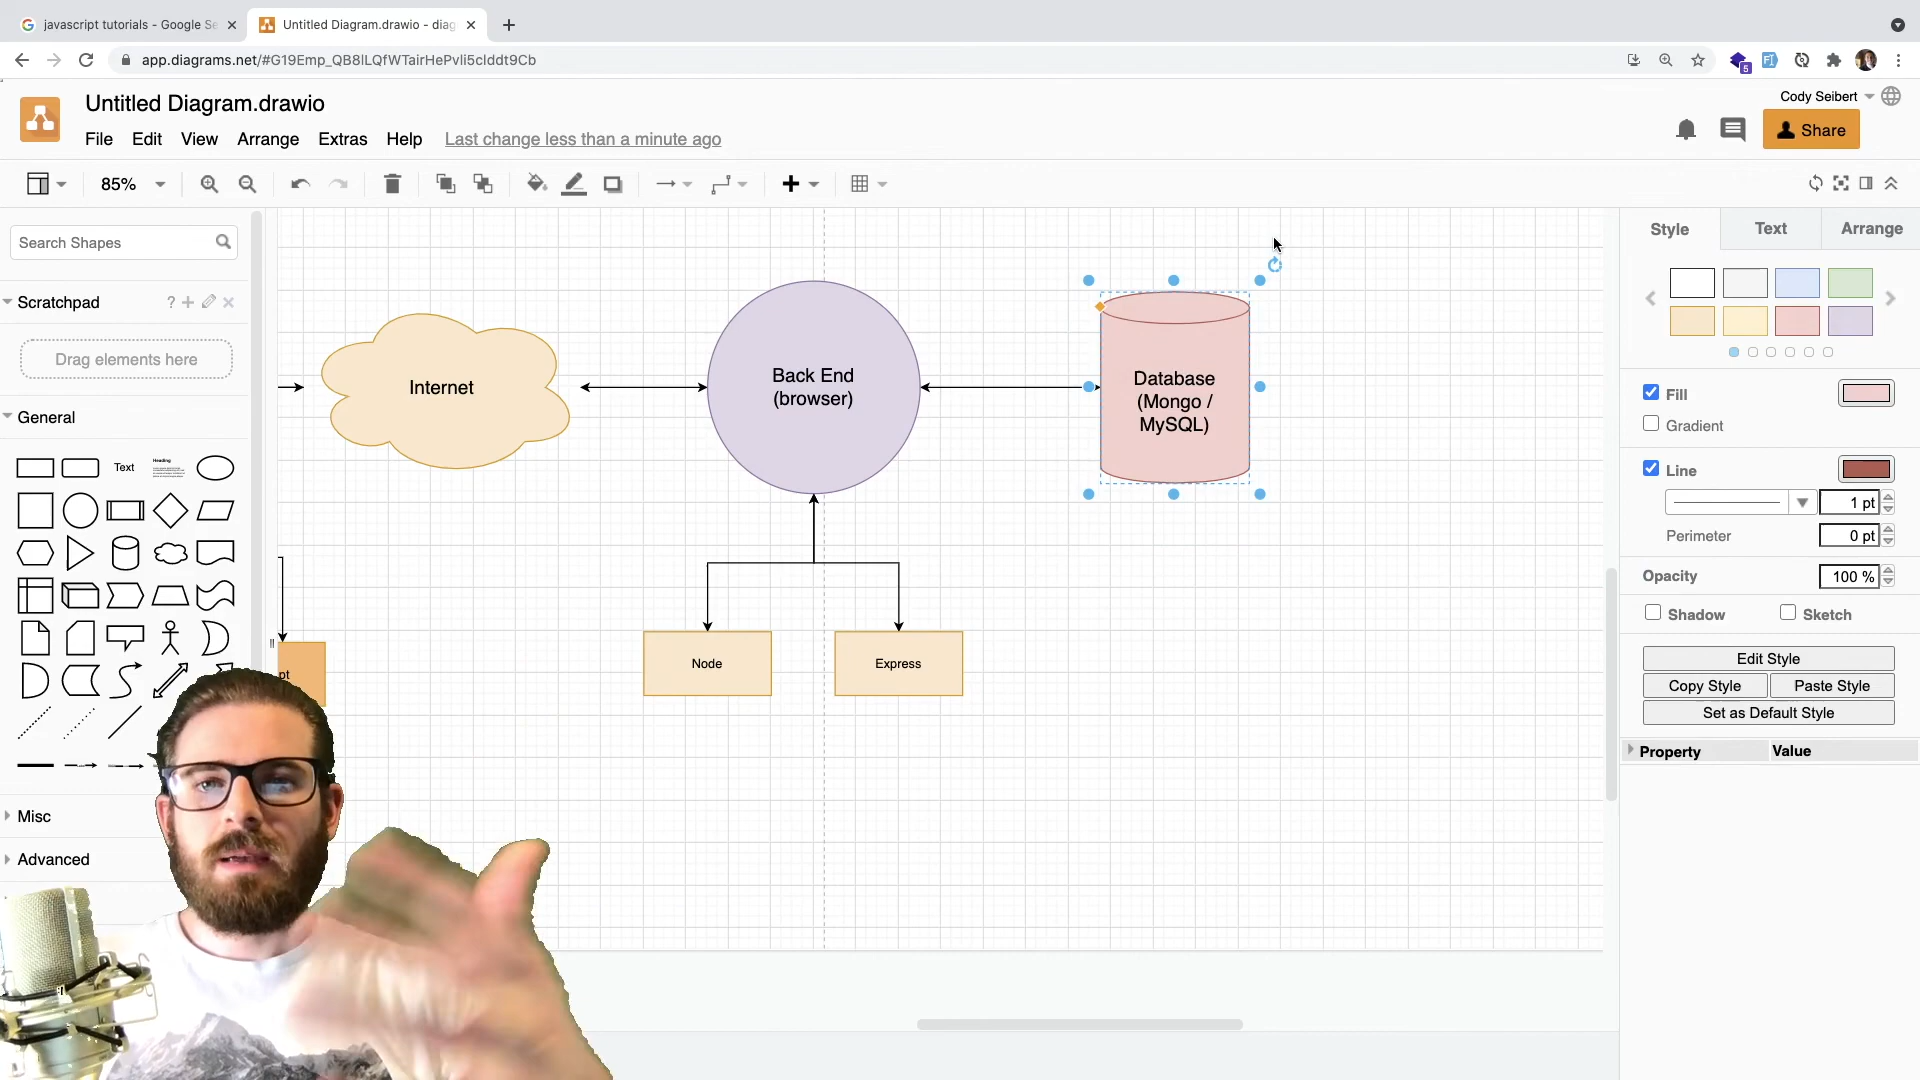 javascript tutorials - Google Se
Untitled Diagram.drawio - diag
app.diagrams.net/#G19Emp_QB8lLQfWTairHePvli5clddt9Cb
5
Untitled Diagram.drawio
Cody Seibert
File Edit View Arrange Extras Help Last change less than a minute ago
Share
85%
Search Shapes
Scratchpad
?
Drag elements here
General
Text
Heading
Misc
Advanced
Internet
Back End
(browser)
Database
(Mongo /
MySQL)
Node
Express
pt
Style Text Arrange
Fill
Gradient
Line
1 pt
Perimeter
0 pt
Opacity
100 %
Shadow
Sketch
Edit Style
Copy Style
Paste Style
Set as Default Style
Property
Value